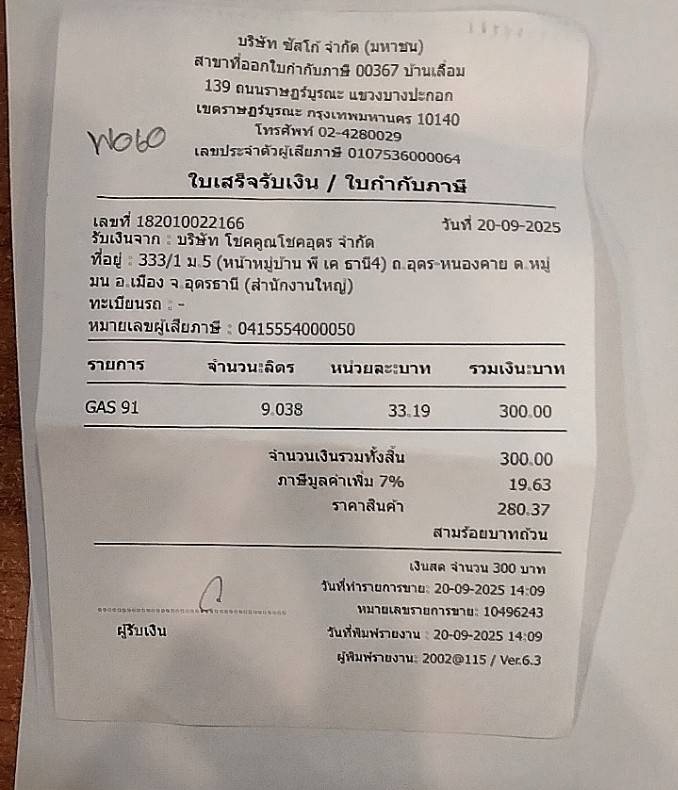 บริษัท ซัสโก้ จำกัด (มหาชน)
สาขาที่ออกใบกำกับภาษี 00367 บ้านเลื่อม
139 ถนนราษฎร์บูรณะ แขวงบางปะกอก
เขตราษฎร์บูรณะ กรุงเทพมหานคร 10140
โทรศัพท์ 02-4280029
เลขประจำตัวผู้เสียภาษี 0107536000064
ใบเสร็จรับเงิน / ใบกำกับภาษี
เลขที่ 182010022166 วันที่ 20-09-2025
รับเงินจาก : บริษัท โชคคูณโชคอุดร จำกัด
ที่อยู่ : 333/1 ม.5 (หน้าหมู่บ้าน พี เค ธานี4) ถ.อุดร-หนองคาย ต.หมู
มน อ.เมือง จ.อุดรธานี (สำนักงานใหญ่)
ทะเบียนรถ : -
หมายเลขผู้เสียภาษี : 0415554000050
รายการ จำนวน:ลิตร หน่วยละ:บาท รวมเงิน:บาท
GAS 91 9.038 33.19 300.00
จำนวนเงินรวมทั้งสิ้น 300.00
ภาษีมูลค่าเพิ่ม 7% 19.63
ราคาสินค้า 280.37
สามร้อยบาทถ้วน
เงินสด จำนวน 300 บาท
วันที่ทำรายการขาย: 20-09-2025 14:09
หมายเลขรายการขาย: 10496243
ผู้รับเงิน วันที่พิมพ์รายงาน : 20-09-2025 14:09
ผู้พิมพ์รายงาน: 2002@115 / Ver.6.3